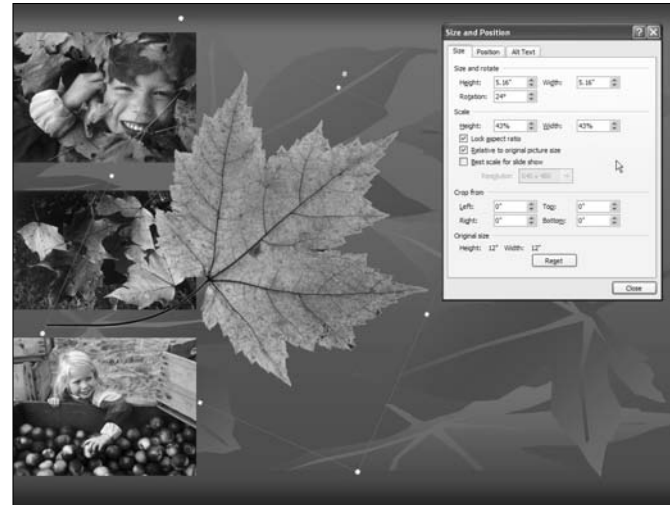 Size and Position
Size Position Alt Text
Size and rotate
Height: 5.16" Width: 5.16"
Rotation: 24°
Scale
Height: 43% Width: 43%
Lock aspect ratio
Relative to original picture size
Best scale for slide show
Resolution: 640 x 480
Crop from
Left: 0" Top: 0"
Right: 0" Bottom: 0"
Original size
Height: 12" Width: 12"
Reset
Close